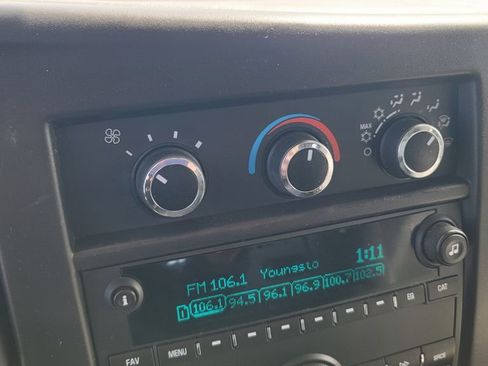 MAX
1:11
FM 106.1 Youngsto
1 106.1 94.5 96.1 96.9 100.7 102.5
i
EQ CAT
FAV MENU